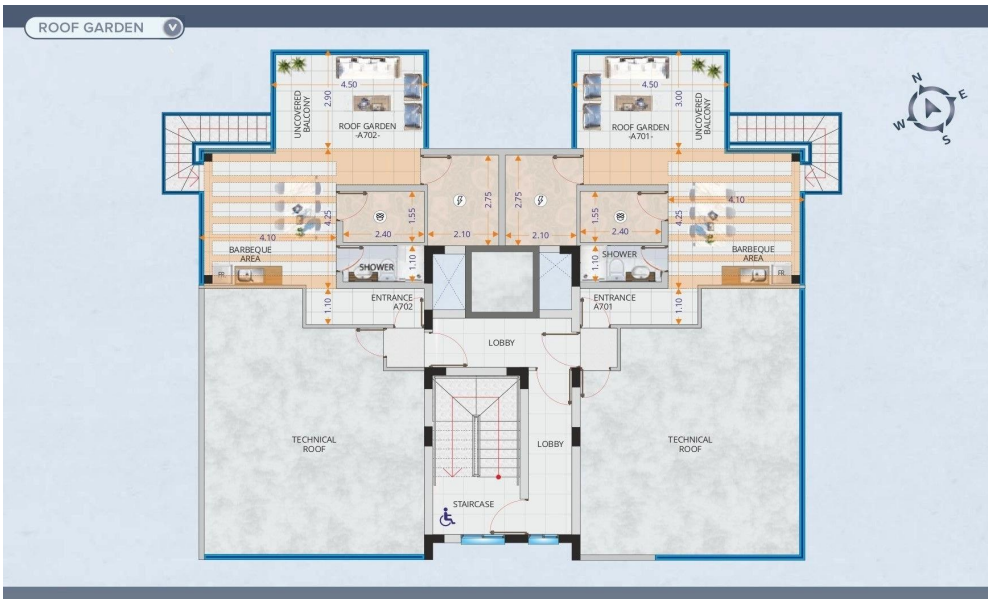 ROOF GARDEN
N
E
W
S
4.50
4.50
2.90
3.00
UNCOVERED
BALCONY
UNCOVERED
BALCONY
ROOF GARDEN
-A702-
ROOF GARDEN
-A701-
2.75
2.75
4.10
4.10
4.25
4.25
1.55
1.55
2.40
2.10
2.10
2.40
BARBEQUE
AREA
BARBEQUE
AREA
SHOWER
SHOWER
1.10
1.10
FR
FR
1.10
1.10
ENTRANCE
A702
ENTRANCE
A701
LOBBY
TECHNICAL
ROOF
LOBBY
TECHNICAL
ROOF
STAIRCASE